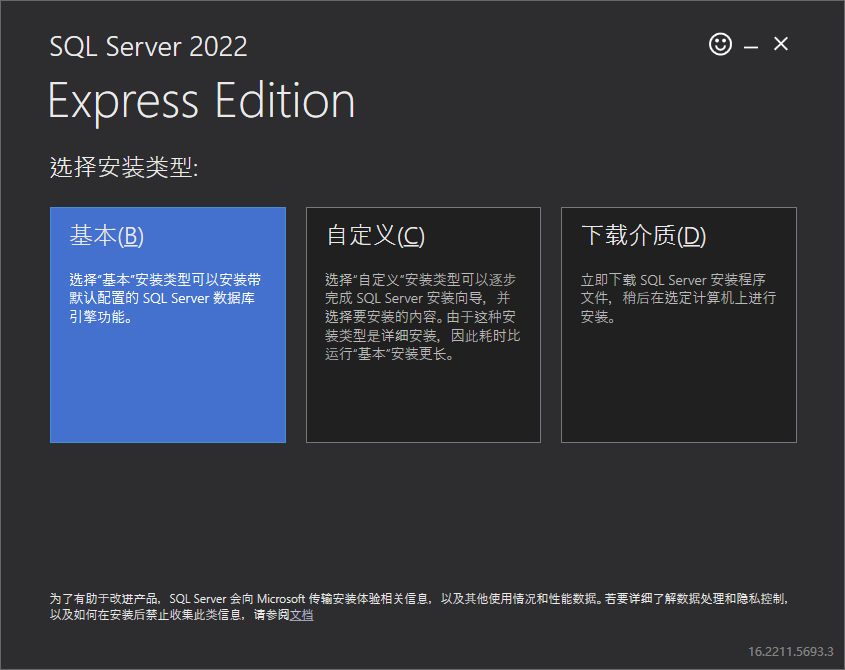 SQL Server 2022
Express Edition
选择安装类型:
基本(B)
选择“基本”安装类型可以安装带
默认配置的 SQL Server 数据库
引擎功能。
自定义(C)
选择“自定义”安装类型可以逐步
完成 SQL Server 安装向导，并
选择要安装的内容。由于这种安
装类型是详细安装，因此耗时比
运行“基本”安装更长。
下载介质(D)
立即下载 SQL Server 安装程序
文件，稍后在选定计算机上进行
安装。
为了有助于改进产品，SQL Server 会向 Microsoft 传输安装体验相关信息，以及其他使用情况和性能数据。若要详细了解数据处理和隐私控制，
以及如何在安装后禁止收集此类信息，请参阅文档
16.2211.5693.3